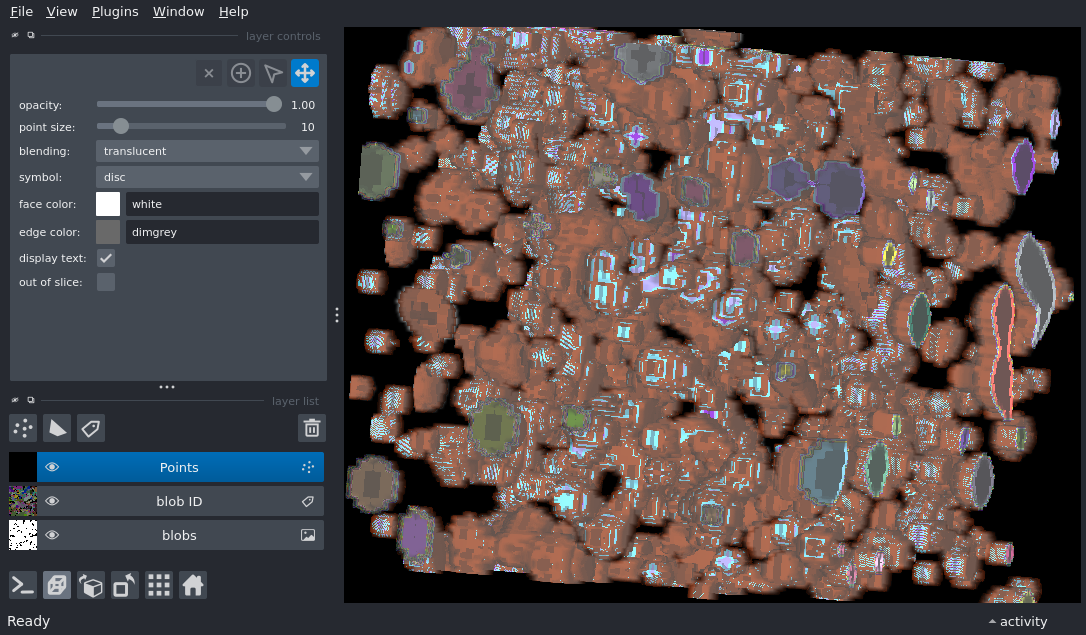 File View Plugins Window Help
layer controls
opacity: 1.00
point size: 10
blending: translucent
symbol: disc
face color: white
edge color: dimgrey
display text:
out of slice:
layer list
Points
blob ID
blobs
Ready activity